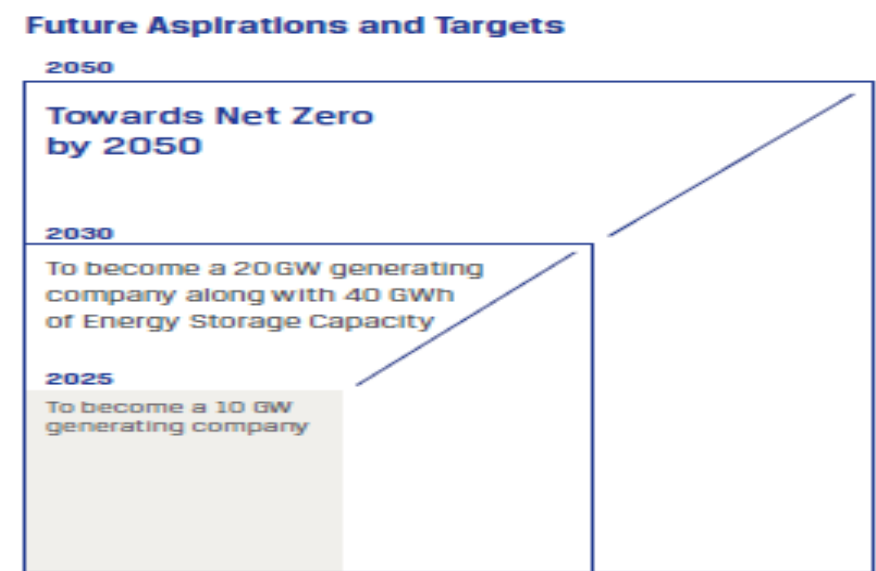 Future Aspirations and Targets
2050
Towards Net Zero
by 2050
2030
To become a 20GW generating
company along with 40 GWh
of Energy Storage Capacity
2025
To become a 10 GW
generating company